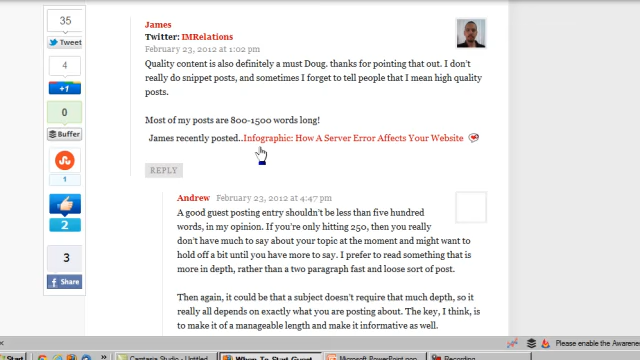 35
Tweet
4
+1
0
Buffer
1
2
3
Share
James
Twitter: IMRelations
February 23, 2012 at 1:02 pm
Quality content is also definitely a must Doug. thanks for pointing that out. I don't
really do snippet posts, and sometimes I forget to tell people that I mean high quality
posts.
Most of my posts are 800-1500 words long!
James recently posted..Infographic: How A Server Error Affects Your Website
REPLY
Andrew February 23, 2012 at 4:47 pm
A good guest posting entry shouldn't be less than five hundred
words, in my opinion. If you're only hitting 250, then you really
don't have much to say about your topic at the moment and might want to
hold off a bit until you have more to say. I prefer to read something that is
more in depth, rather than a two paragraph fast and loose sort of post.
Then again, it could be that a subject doesn't require that much depth, so it
really all depends on exactly what you are posting about. The key, I think, is
to make it of a manageable length and make it informative as well.
Please enable the Awarene
Start
Camtasia Studio - Untitled
When To Start Guest
Microsoft PowerPoint non
Recording